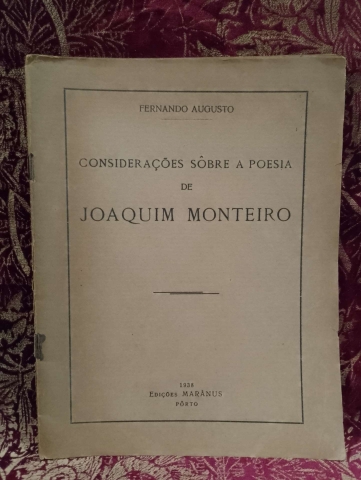 FERNANDO AUGUSTO
CONSIDERAÇÕES SÔBRE A POESIA
DE
JOAQUIM MONTEIRO
1938
EDIÇÕES MARÂNUS
PÔRTO